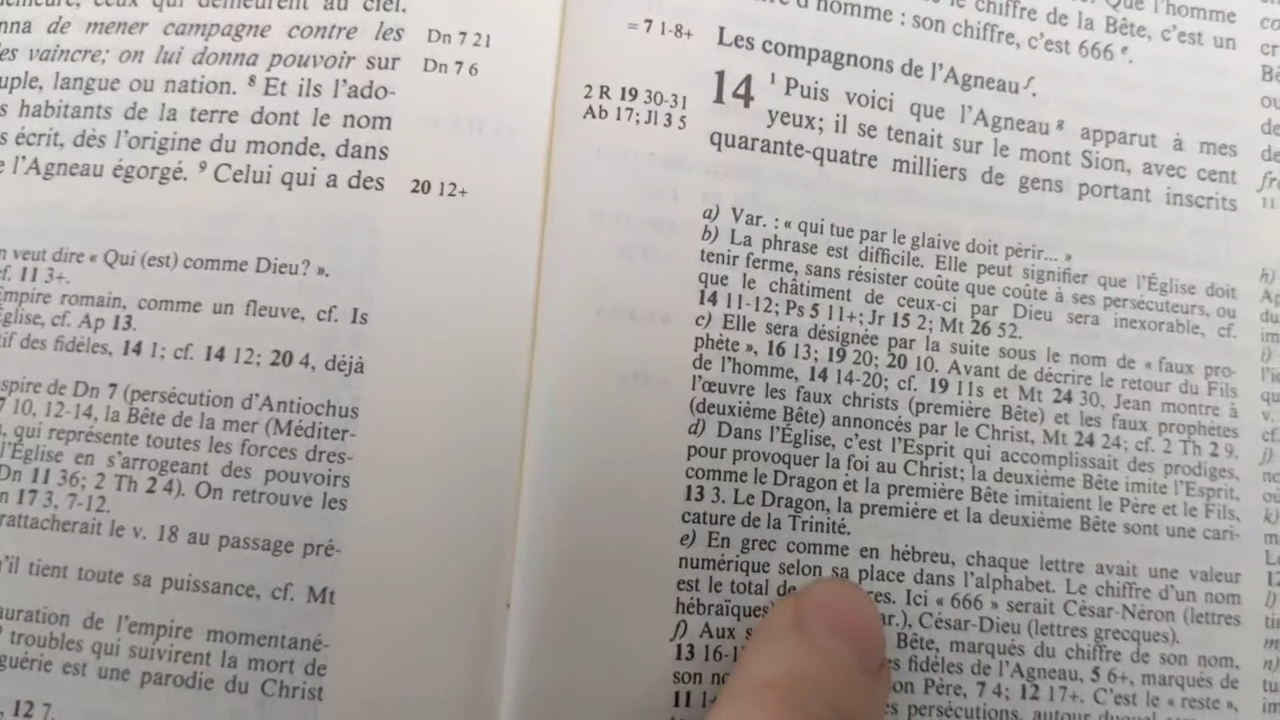 au ciel.
de mener campagne contre les
vaincre; on lui donna pouvoir sur
langue ou nation. ⁸ Et ils l'ado-
habitants de la terre dont le nom
écrit, dès l'origine du monde, dans
l'Agneau égorgé. ⁹ Celui qui a des
Dn 7 21
Dn 7 6
20 12+
veut dire « Qui (est) comme Dieu? ».
cf. 11 3+.
Empire romain, comme un fleuve, cf. Is
cf. Ap 13.
des fidèles, 14 1; cf. 14 12; 20 4, déjà
de Dn 7 (persécution d'Antiochus
7 10, 12-14, la Bête de la mer (Méditer-
qui représente toutes les forces dres-
l'Église en s'arrogeant des pouvoirs
Dn 11 36; 2 Th 2 4). On retrouve les
17 3, 7-12.
rattacherait le v. 18 au passage pré-
il tient toute sa puissance, cf. Mt
de l'empire momentané-
troubles qui suivirent la mort de
est une parodie du Christ
12 7.
Que l'homme
le chiffre de la Bête, c'est un
d'homme : son chiffre, c'est 666 ᵉ.
= 7 1-8+
Les compagnons de l'Agneau ᶠ.
2 R 19 30-31
Ab 17; Jl 3 5
14 ¹ Puis voici que l'Agneau ᵍ apparut à mes
yeux; il se tenait sur le mont Sion, avec cent
quarante-quatre milliers de gens portant inscrits
a) Var. : « qui tue par le glaive doit périr... »
b) La phrase est difficile. Elle peut signifier que l'Église doit
tenir ferme, sans résister coûte que coûte à ses persécuteurs, ou
que le châtiment de ceux-ci par Dieu sera inexorable, cf.
14 11-12; Ps 5 11+; Jr 15 2; Mt 26 52.
c) Elle sera désignée par la suite sous le nom de « faux pro-
phète », 16 13; 19 20; 20 10. Avant de décrire le retour du Fils
de l'homme, 14 14-20; cf. 19 11s et Mt 24 30, Jean montre à
l'œuvre les faux christs (première Bête) et les faux prophètes
(deuxième Bête) annoncés par le Christ, Mt 24 24; cf. 2 Th 2 9.
d) Dans l'Église, c'est l'Esprit qui accomplissait des prodiges,
pour provoquer la foi au Christ; la deuxième Bête imite l'Esprit,
comme le Dragon et la première Bête imitaient le Père et le Fils,
13 3. Le Dragon, la première et la deuxième Bête sont une cari-
cature de la Trinité.
e) En grec comme en hébreu, chaque lettre avait une valeur
numérique selon sa place dans l'alphabet. Le chiffre d'un nom
est le total de Ici « 666 » serait César-Néron (lettres
hébraïques César-Dieu (lettres grecques).
f) Aux Bête, marqués du chiffre de son nom,
13 fidèles de l'Agneau, 5 6+, marqués de
son Père, 7 4; 12 17+. C'est le « reste »,
11 persécutions, autour duquel